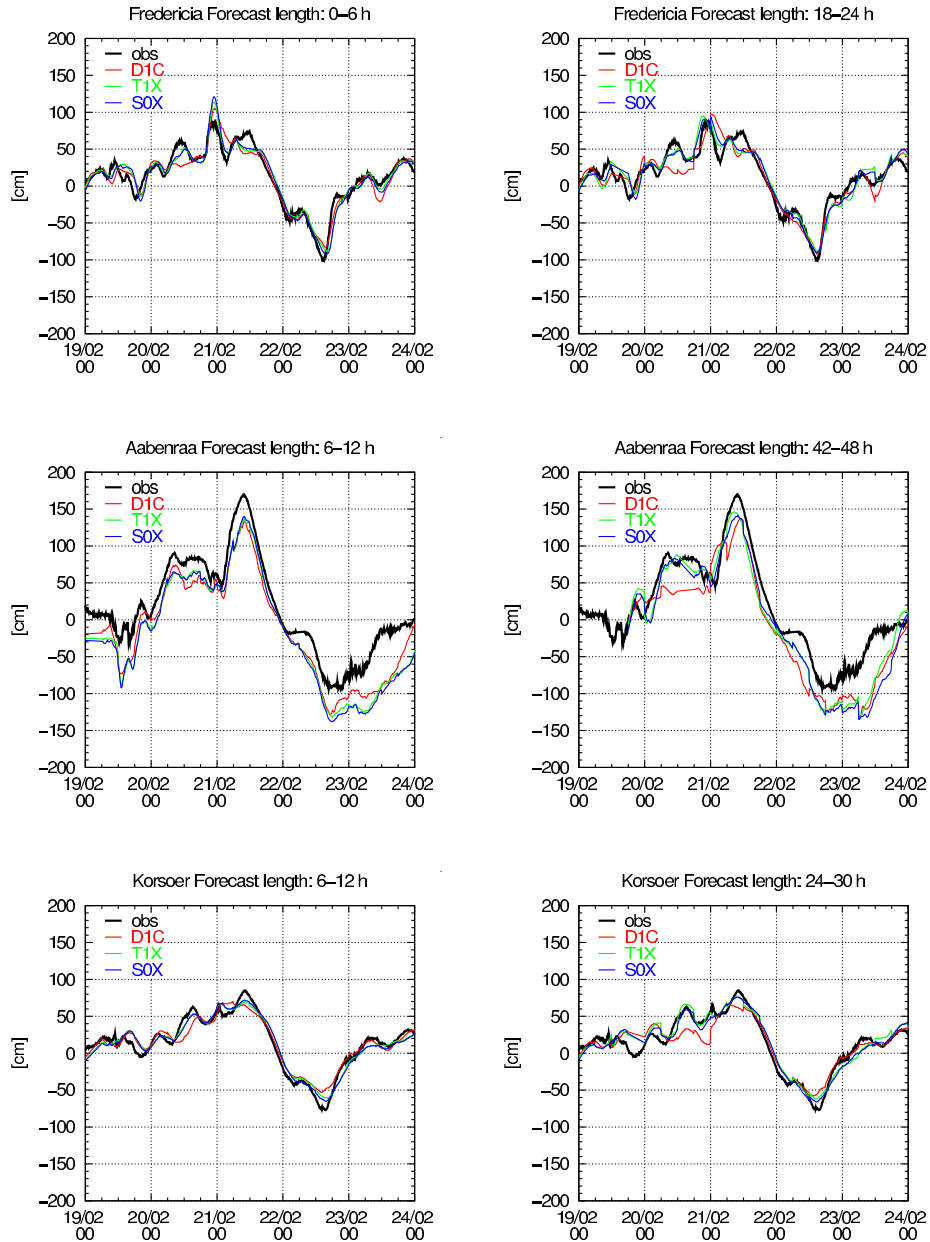 Fredericia Forecast length: 0–6 h
200
150
100
50
0
–50
–100
–150
–200
[cm]
obs
D1C
T1X
S0X
19/02 20/02 21/02 22/02 23/02 24/02
00 00 00 00 00 00
Fredericia Forecast length: 18–24 h
200
150
100
50
0
–50
–100
–150
–200
[cm]
obs
D1C
T1X
S0X
19/02 20/02 21/02 22/02 23/02 24/02
00 00 00 00 00 00
Aabenraa Forecast length: 6–12 h
200
150
100
50
0
–50
–100
–150
–200
[cm]
obs
D1C
T1X
S0X
19/02 20/02 21/02 22/02 23/02 24/02
00 00 00 00 00 00
Aabenraa Forecast length: 42–48 h
200
150
100
50
0
–50
–100
–150
–200
[cm]
obs
D1C
T1X
S0X
19/02 20/02 21/02 22/02 23/02 24/02
00 00 00 00 00 00
Korsoer Forecast length: 6–12 h
200
150
100
50
0
–50
–100
–150
–200
[cm]
obs
D1C
T1X
S0X
19/02 20/02 21/02 22/02 23/02 24/02
00 00 00 00 00 00
Korsoer Forecast length: 24–30 h
200
150
100
50
0
–50
–100
–150
–200
[cm]
obs
D1C
T1X
S0X
19/02 20/02 21/02 22/02 23/02 24/02
00 00 00 00 00 00